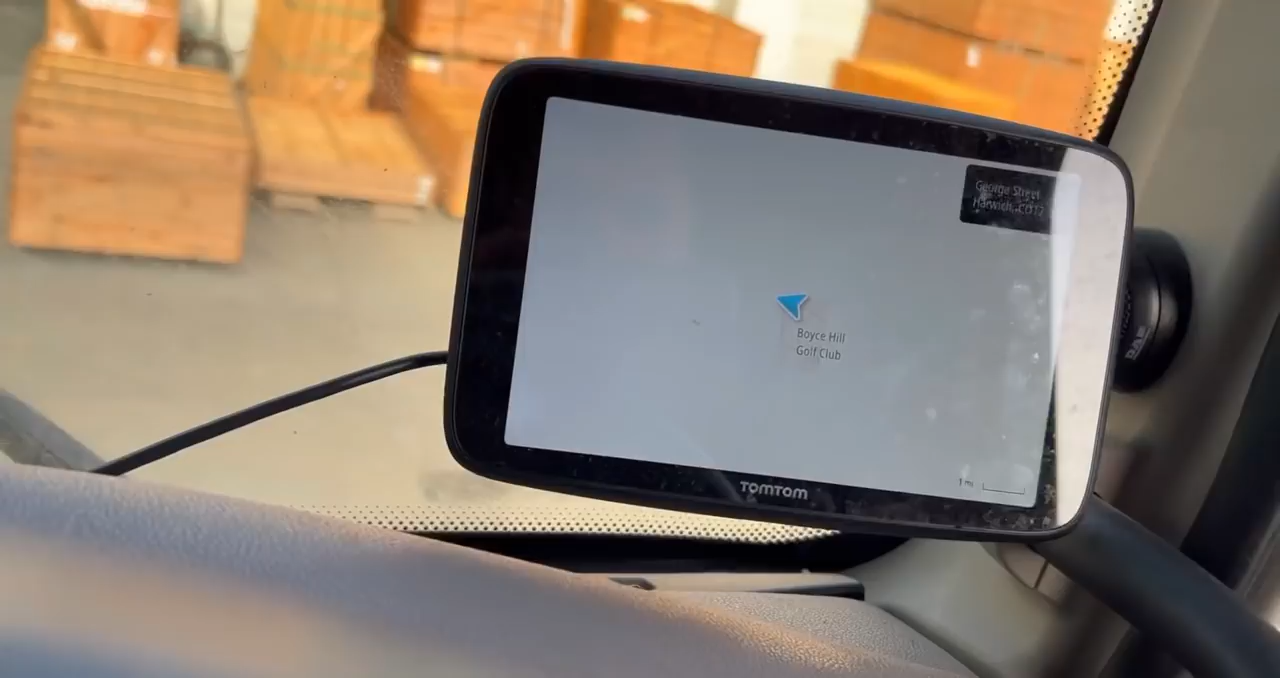 George Street
Harwich, CO12
Boyce Hill
Golf Club
1 mi
TOMTOM